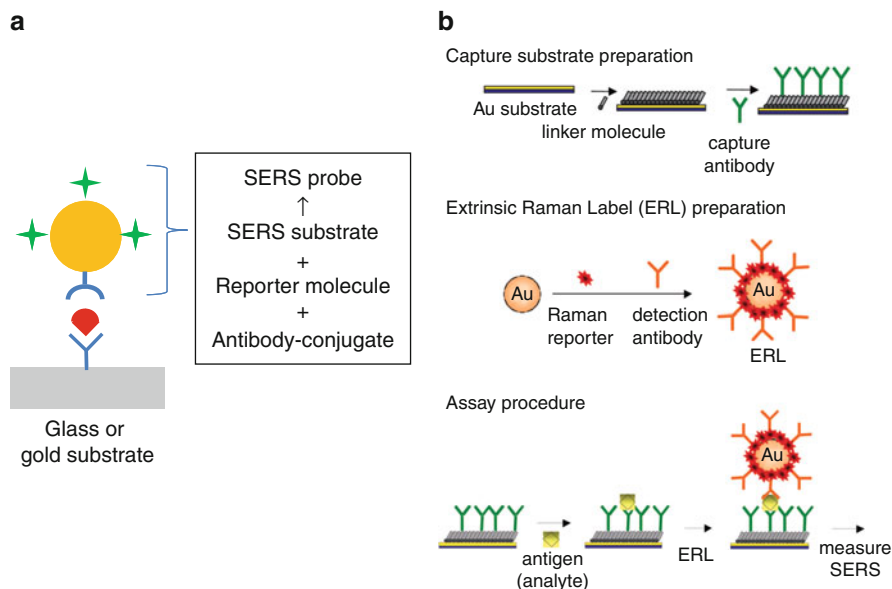 a
SERS probe
↑
SERS substrate
+
Reporter molecule
+
Antibody-conjugate
Glass or
gold substrate
b
Capture substrate preparation
Au substrate
linker molecule
capture
antibody
Extrinsic Raman Label (ERL) preparation
Au
Raman
reporter
detection
antibody
Au
ERL
Assay procedure
antigen
(analyte)
ERL
Au
measure
SERS